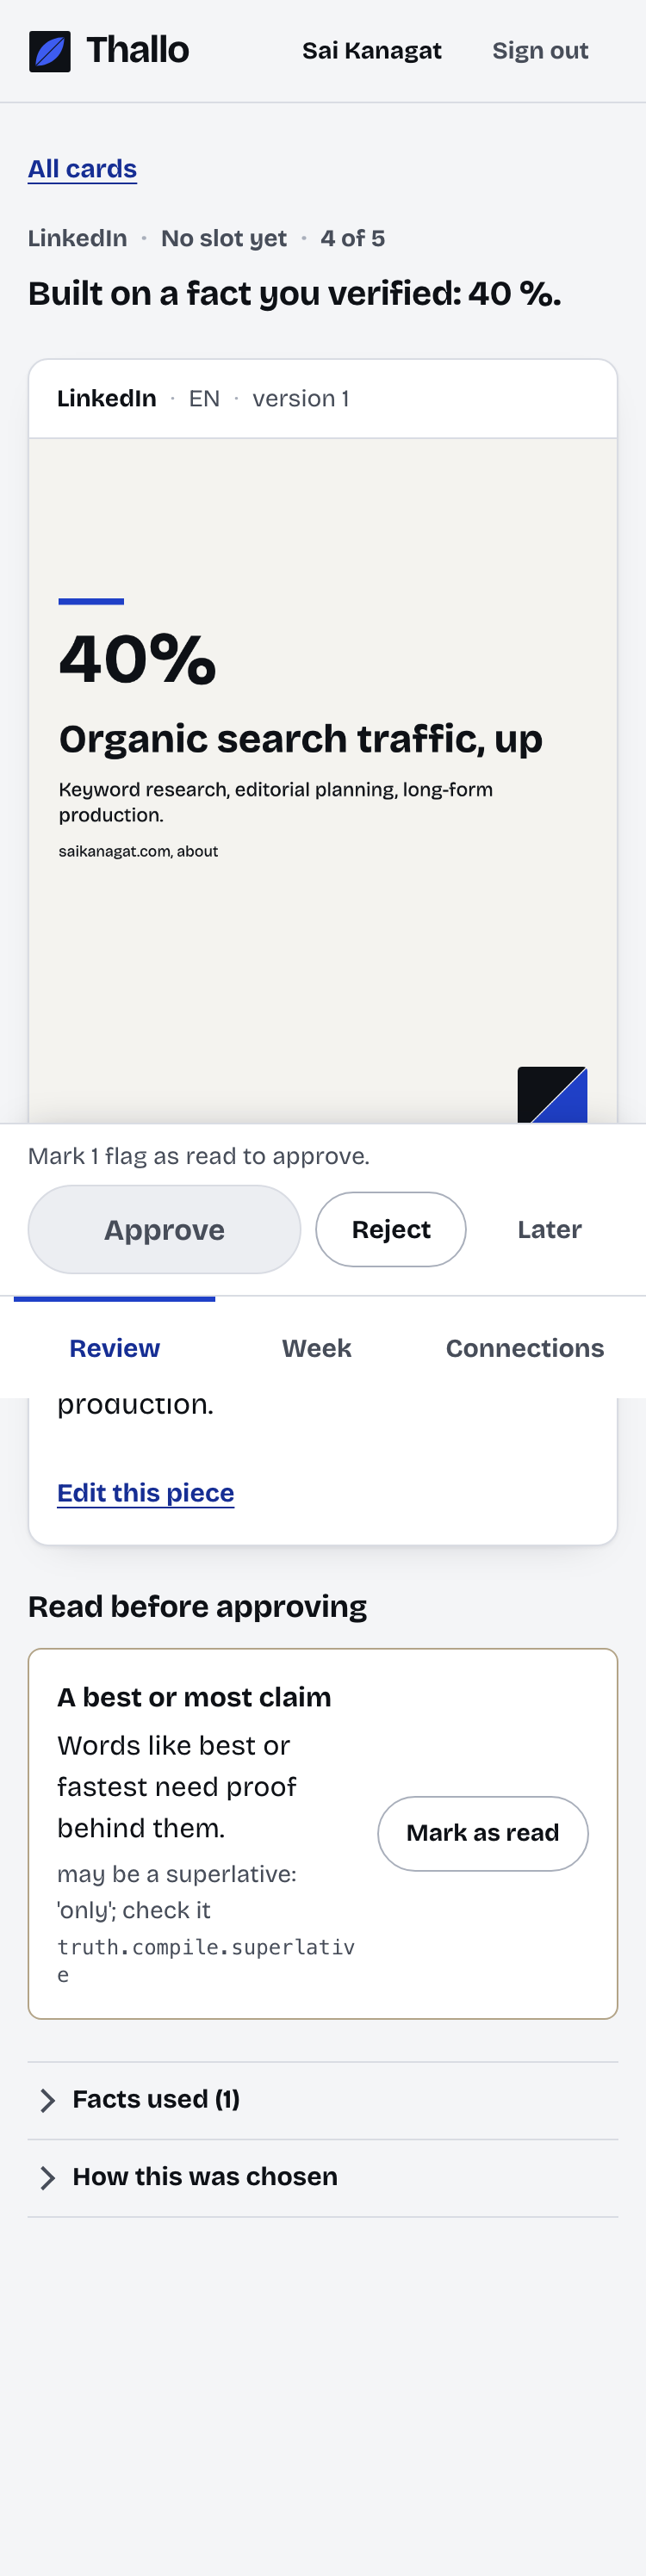 Thallo
Sai Kanagat
Sign out
All cards
LinkedIn · No slot yet · 4 of 5
Built on a fact you verified: 40 %.
LinkedIn · EN · version 1
40%
Organic search traffic, up
Keyword research, editorial planning, long-form
production.
saikanagat.com, about
Mark 1 flag as read to approve.
Approve
Reject
Later
Review
Week
Connections
production.
Edit this piece
Read before approving
A best or most claim
Words like best or
fastest need proof
behind them.
may be a superlative:
'only'; check it
truth.compile.superlativ
e
Mark as read
Facts used (1)
How this was chosen